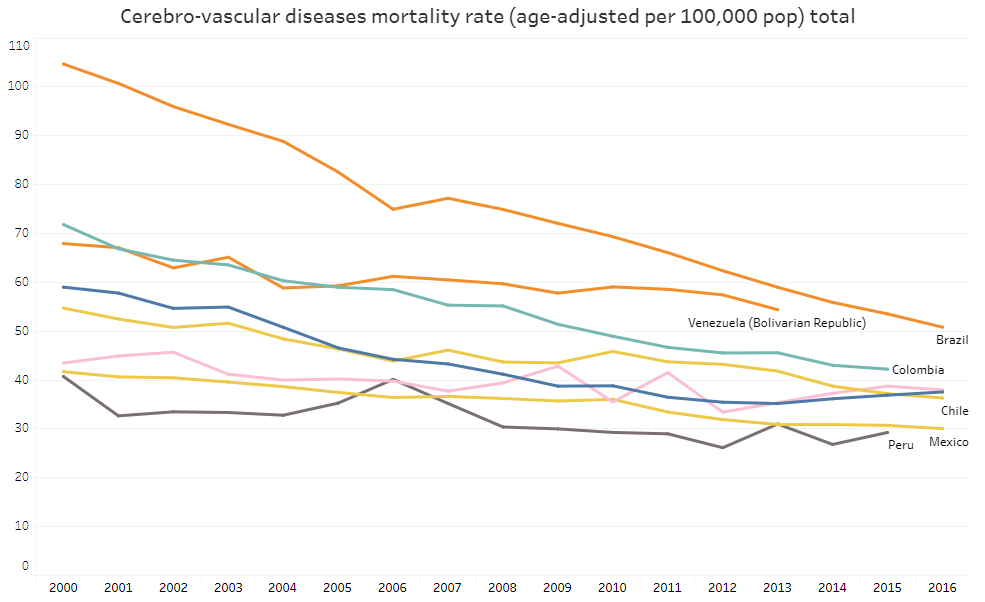 Cerebro-vascular diseases mortality rate (age-adjusted per 100,000 pop) total
110
100
90
80
70
60
50
40
30
20
10
0
Venezuela (Bolivarian Republic)
Brazil
Colombia
Chile
Mexico
Peru
2000 2001 2002 2003 2004 2005 2006 2007 2008 2009 2010 2011 2012 2013 2014 2015 2016